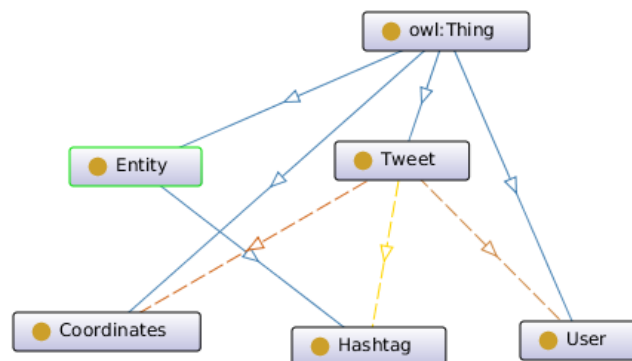 owl:Thing
Entity
Tweet
Coordinates
Hashtag
User